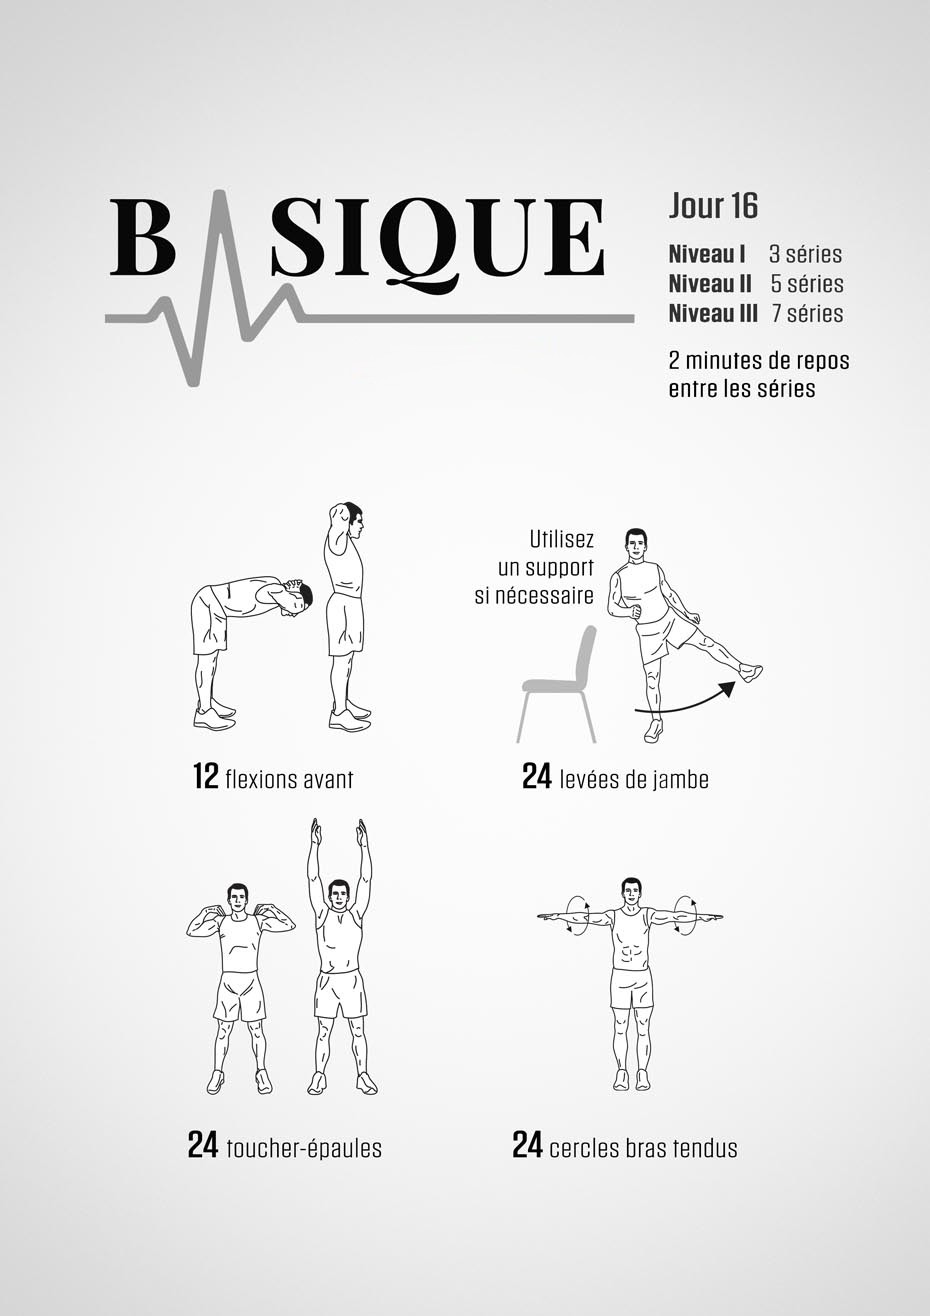 BASIQUE
Jour 16
Niveau I 3 séries
Niveau II 5 séries
Niveau III 7 séries
2 minutes de repos
entre les séries
Utilisez
un support
si nécessaire
12 flexions avant
24 levées de jambe
24 toucher-épaules
24 cercles bras tendus